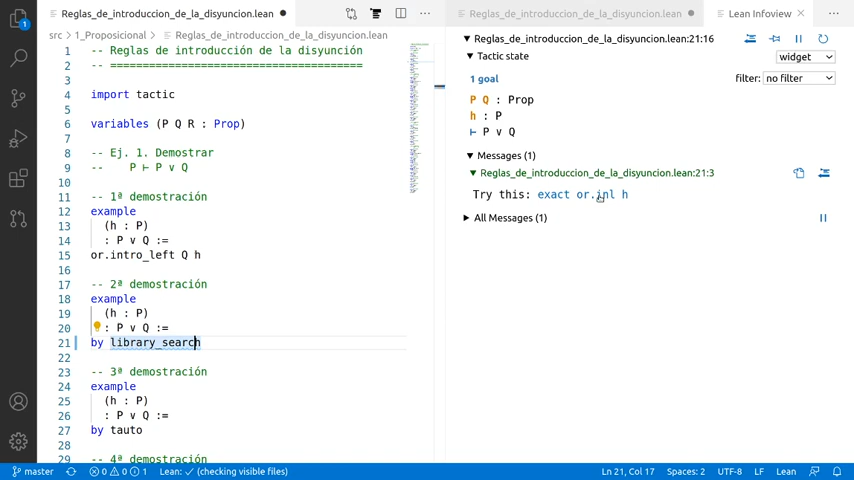 Reglas_de_introduccion_de_la_disyuncion.lean
src > 1_Proposicional > Reglas_de_introduccion_de_la_disyuncion.lean
1 -- Reglas de introducción de la disyunción
2 -- ======================================
3
4 import tactic
5
6 variables (P Q R : Prop)
7
8 -- Ej. 1. Demostrar
9 --    P ⊢ P ∨ Q
10
11 -- 1ª demostración
12 example
13 (h : P)
14 : P ∨ Q :=
15 or.intro_left Q h
16
17 -- 2ª demostración
18 example
19 (h : P)
20 : P ∨ Q :=
21 by library_search
22
23 -- 3ª demostración
24 example
25 (h : P)
26 : P ∨ Q :=
27 by tauto
28
29 -- 4ª demostración
Reglas_de_introduccion_de_la_disyuncion.lean
Lean Infoview
Reglas_de_introduccion_de_la_disyuncion.lean:21:16
Tactic state
widget
1 goal
filter: no filter
P Q : Prop
h : P
⊢ P ∨ Q
Messages (1)
Reglas_de_introduccion_de_la_disyuncion.lean:21:3
Try this: exact or.inl h
All Messages (1)
1
master
0 0 1
Lean: ✓ (checking visible files)
Ln 21, Col 17
Spaces: 2
UTF-8
LF
Lean